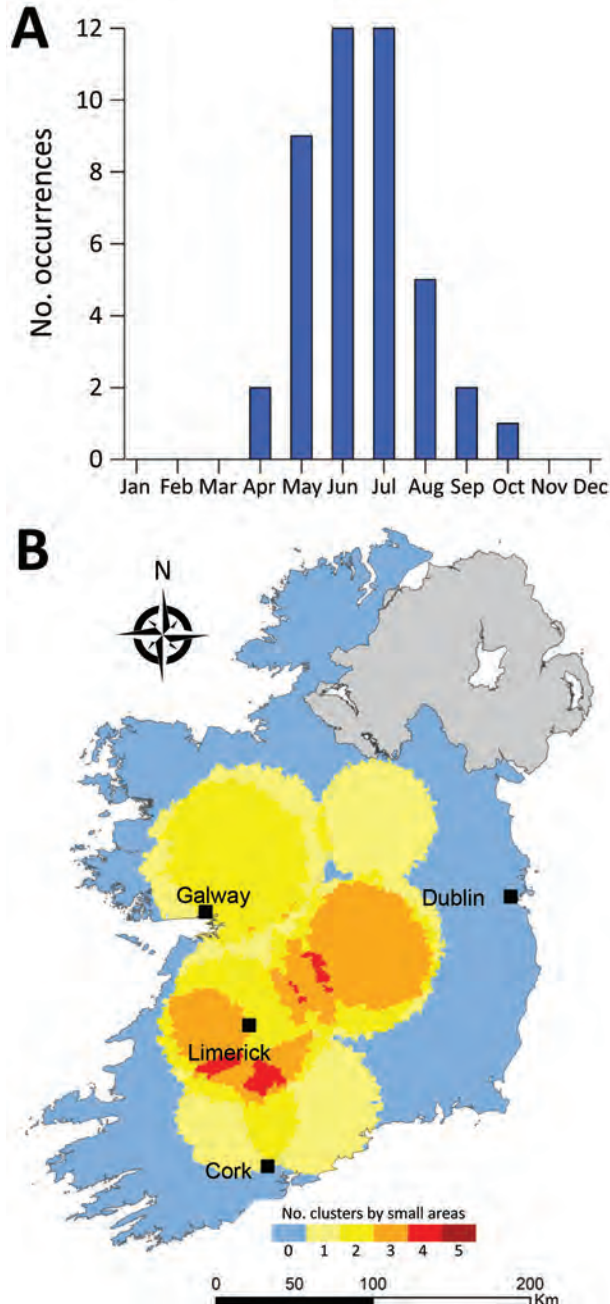 A
No. occurrences
12
10
8
6
4
2
0
Jan Feb Mar Apr May Jun Jul Aug Sep Oct Nov Dec
B
N
Galway
Dublin
Limerick
Cork
No. clusters by small areas
0 1 2 3 4 5
0 50 100 200
Km